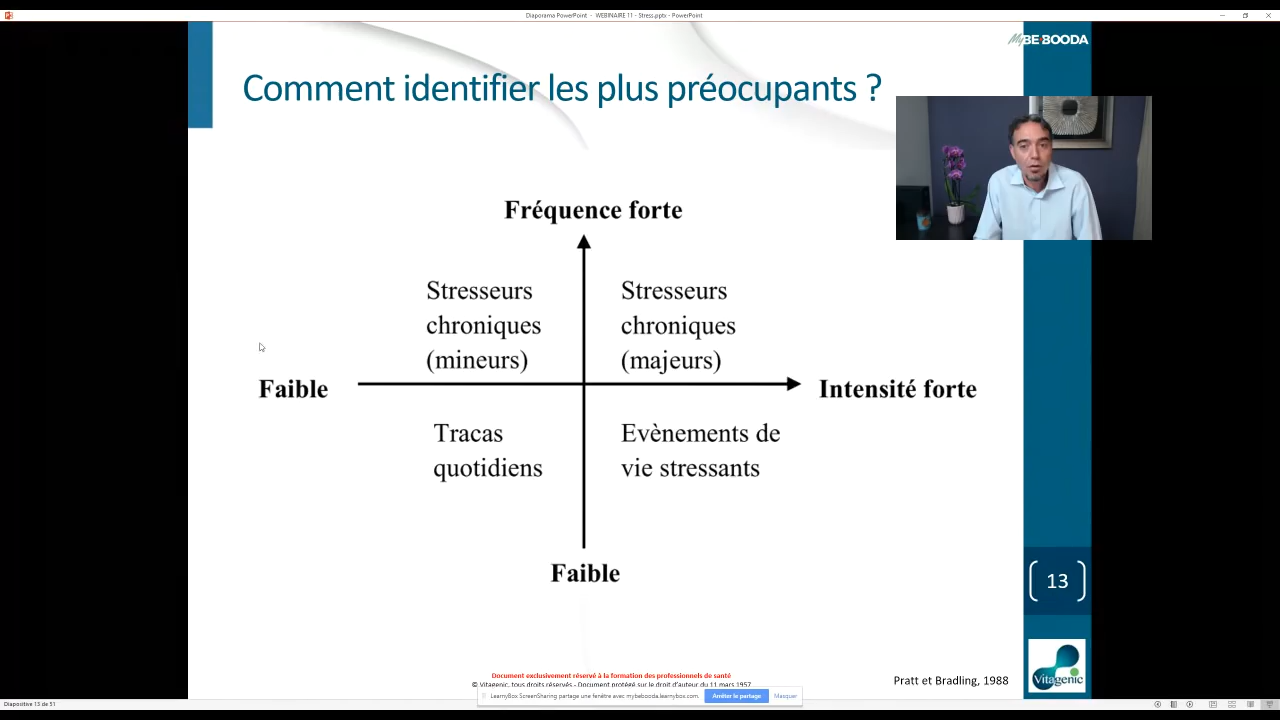 Diaporama PowerPoint - WEBINAIRE 11 - Stress.pptx - PowerPoint
MyBE·BOODA
Comment identifier les plus préocupants ?
Fréquence forte
Stresseurs
chroniques
(mineurs)
Stresseurs
chroniques
(majeurs)
Faible
Intensité forte
Tracas
quotidiens
Evènements de
vie stressants
Faible
13
Document exclusivement réservé à la formation des professionnels de santé
© Vitagenic, tous droits réservés - Document protégé sur le droit d'auteur du 11 mars 1957
Pratt et Bradling, 1988
Vitagenic
LearnyBox ScreenSharing partage une fenêtre avec mybebooda.learnybox.com.
Arrêter le partage
Masquer
Diapositive 13 de 51